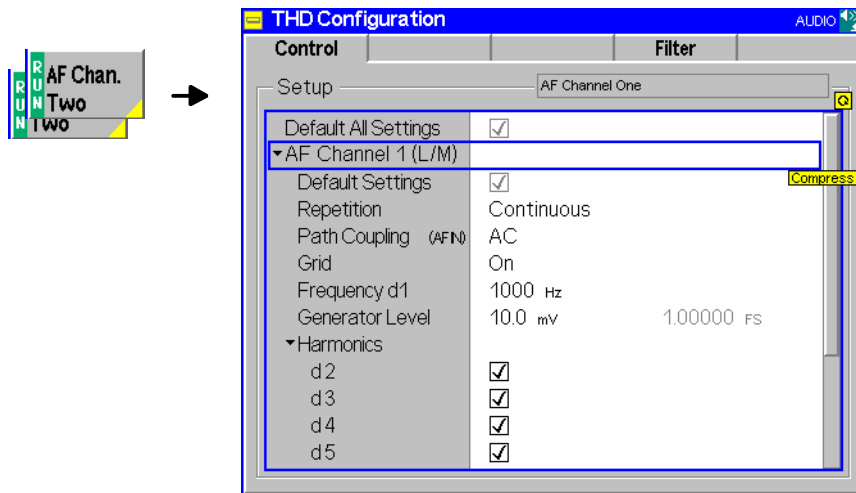 RUN
RUN
AF Chan.
Two
Two
THD Configuration AUDIO
Control Filter
Setup AF Channel One
Default All Settings
AF Channel 1 (L/M)
Compress
Default Settings
Repetition Continuous
Path Coupling (AF IN) AC
Grid On
Frequency d1 1000 Hz
Generator Level 10.0 mV 1.00000 FS
Harmonics
d2
d3
d4
d5